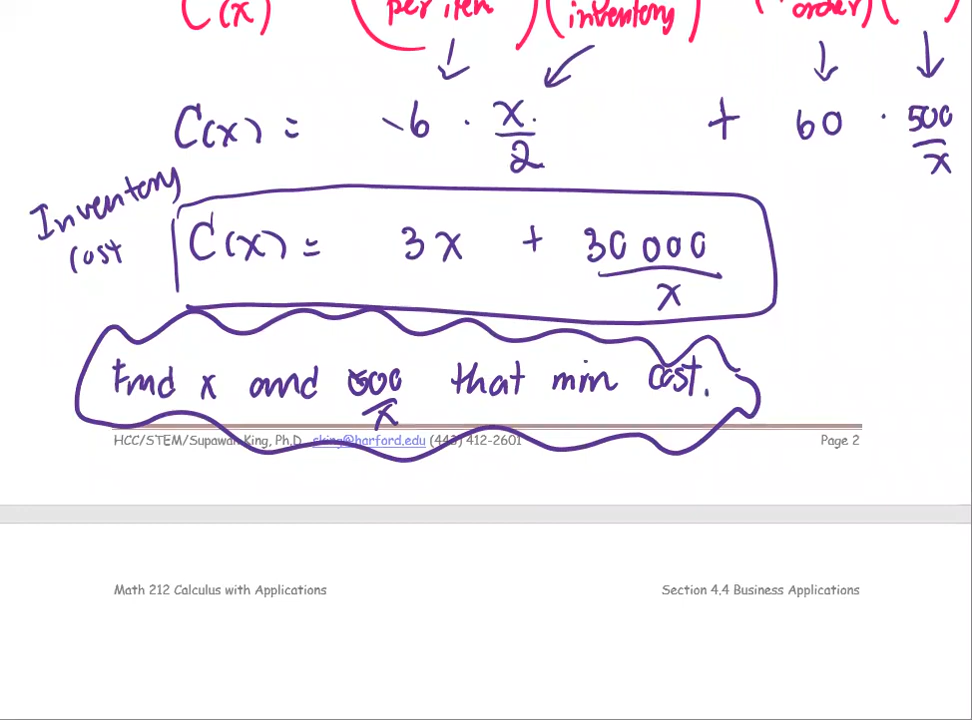 C(x) (per item)(inventory) order)( )
C(x) = 6 · x/2 + 60 · 500/x
Inventory cost
C(x) = 3x + 30 000/x
Find x and 500/x that min cost.
HCC/STEM/Supawan King, Ph.D. sking@harford.edu (443) 412-2601 Page 2
Math 212 Calculus with Applications Section 4.4 Business Applications